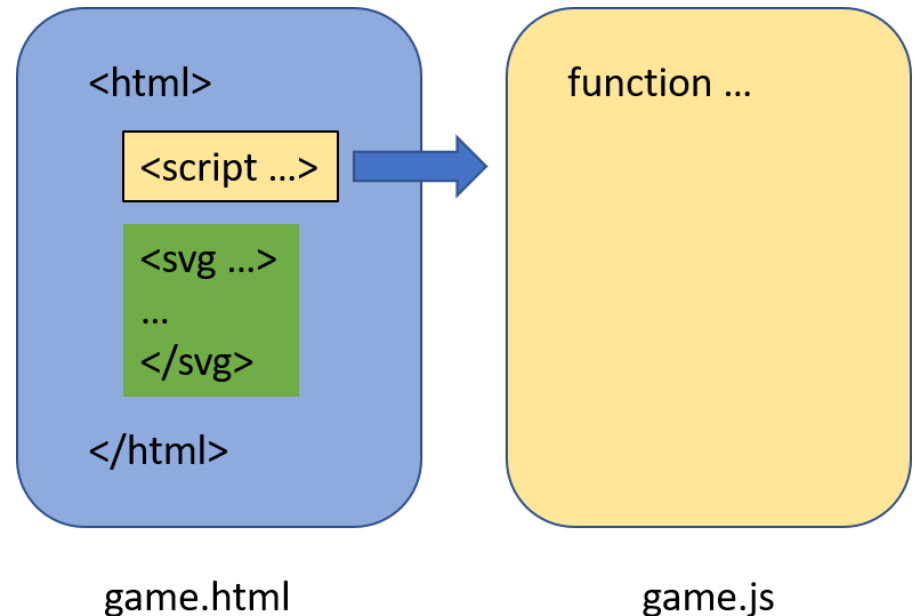 <html>
<script ...>
<svg ...>
...
</svg>
</html>
game.html
function ...
game.js